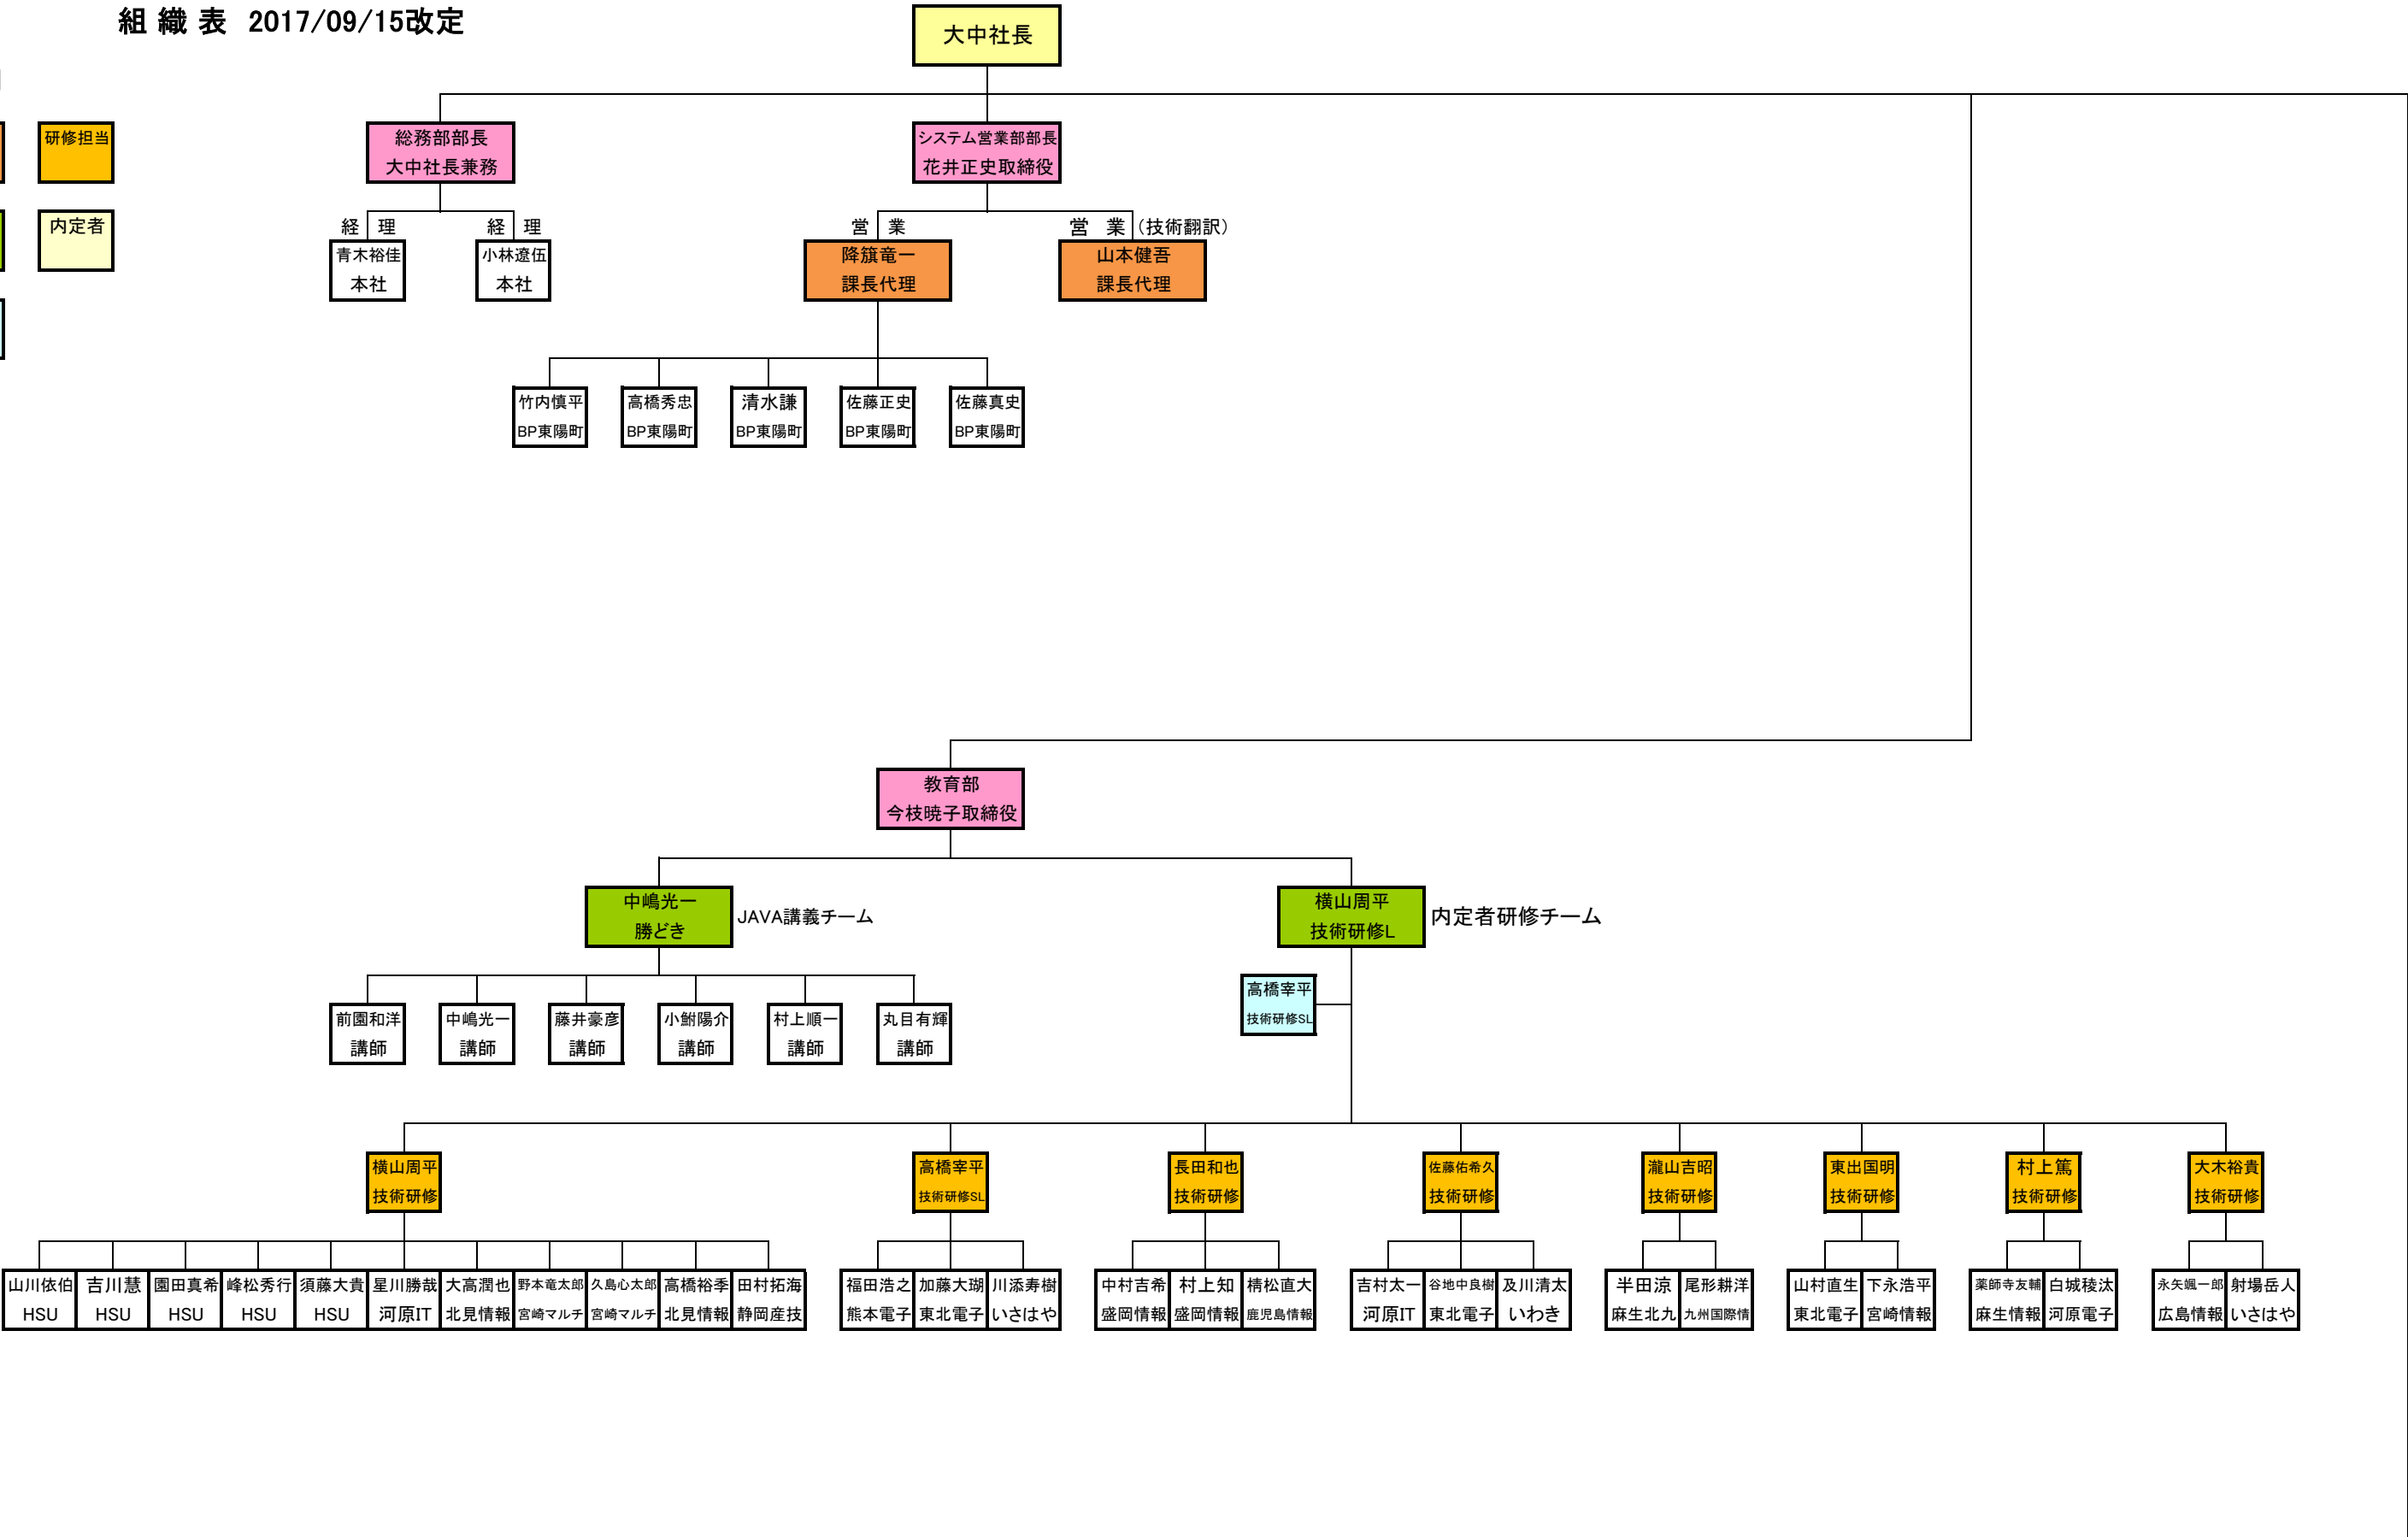 組 織 表 2017/09/15改定
大中社長
研修担当
内定者
総務部部長
大中社長兼務
システム営業部部長
花井正史取締役
経 理
経 理
営 業
営 業 (技術翻訳)
青木裕佳
本社
小林遼伍
本社
降籏竜一
課長代理
山本健吾
課長代理
竹内慎平
BP東陽町
高橋秀忠
BP東陽町
清水謙
BP東陽町
佐藤正史
BP東陽町
佐藤真史
BP東陽町
教育部
今枝暁子取締役
中嶋光一
勝どき
JAVA講義チーム
横山周平
技術研修L
内定者研修チーム
高橋宰平
技術研修SL
前園和洋
講師
中嶋光一
講師
藤井豪彦
講師
小鮒陽介
講師
村上順一
講師
丸目有輝
講師
横山周平
技術研修
高橋宰平
技術研修SL
長田和也
技術研修
佐藤佑希久
技術研修
瀧山吉昭
技術研修
東出国明
技術研修
村上篤
技術研修
大木裕貴
技術研修
山川依伯
HSU
吉川慧
HSU
園田真希
HSU
峰松秀行
HSU
須藤大貴
HSU
星川勝哉
河原IT
大高潤也
北見情報
野本竜太郎
宮崎マルチ
久島心太郎
宮崎マルチ
高橋裕季
北見情報
田村拓海
静岡産技
福田浩之
熊本電子
加藤大瑚
東北電子
川添寿樹
いさはや
中村吉希
盛岡情報
村上知
盛岡情報
楮松直大
鹿児島情報
吉村太一
河原IT
谷地中良樹
東北電子
及川清太
いわき
半田涼
麻生北九
尾形耕洋
九州国際情
山村直生
東北電子
下永浩平
宮崎情報
薬師寺友輔
麻生情報
白城稜汰
河原電子
永矢颯一郎
広島情報
射場岳人
いさはや